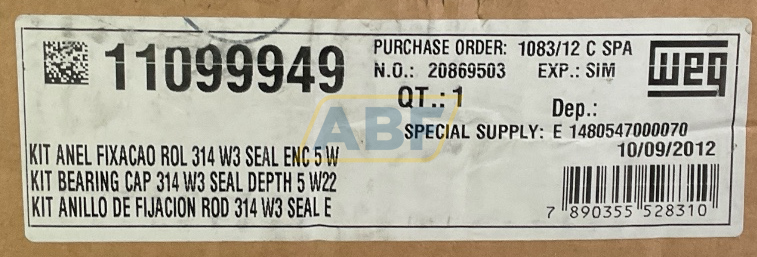 11099949
PURCHASE ORDER: 1083/12 C SPA
N.O.: 20869503 EXP.: SIM
QT.: 1
Dep.:
SPECIAL SUPPLY: E 1480547000070
10/09/2012
weg
ABF
KIT ANEL FIXACAO ROL 314 W3 SEAL ENC 5 W
KIT BEARING CAP 314 W3 SEAL DEPTH 5 W22
KIT ANILLO DE FIJACION ROD 314 W3 SEAL E
7 890355 528310